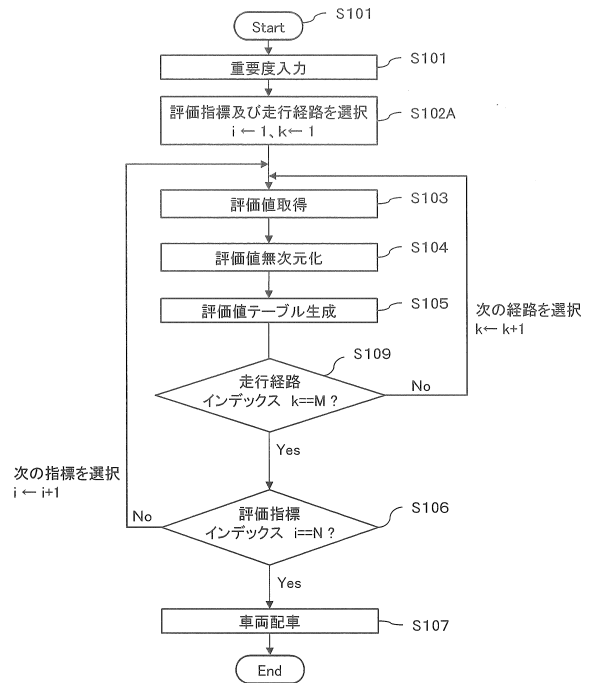 Start
S101
重要度入力
S101
評価指標及び走行経路を選択
i ← 1、k ← 1
S102A
評価値取得
S103
評価値無次元化
S104
評価値テーブル生成
S105
次の経路を選択
k← k+1
S109
走行経路
インデックス k==M ?
No
Yes
次の指標を選択
i ← i+1
No
評価指標
インデックス i==N ?
S106
Yes
車両配車
S107
End